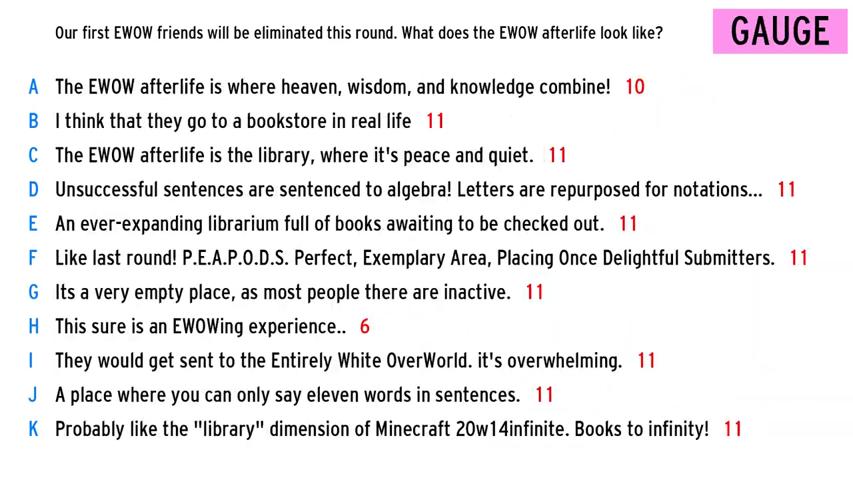 Our first EWOW friends will be eliminated this round. What does the EWOW afterlife look like?
GAUGE
A The EWOW afterlife is where heaven, wisdom, and knowledge combine! 10
B I think that they go to a bookstore in real life 11
C The EWOW afterlife is the library, where it's peace and quiet. 11
D Unsuccessful sentences are sentenced to algebra! Letters are repurposed for notations... 11
E An ever-expanding librarium full of books awaiting to be checked out. 11
F Like last round! P.E.A.P.O.D.S. Perfect, Exemplary Area, Placing Once Delightful Submitters. 11
G Its a very empty place, as most people there are inactive. 11
H This sure is an EWOWing experience.. 6
I They would get sent to the Entirely White OverWorld. it's overwhelming. 11
J A place where you can only say eleven words in sentences. 11
K Probably like the "library" dimension of Minecraft 20w14infinite. Books to infinity! 11